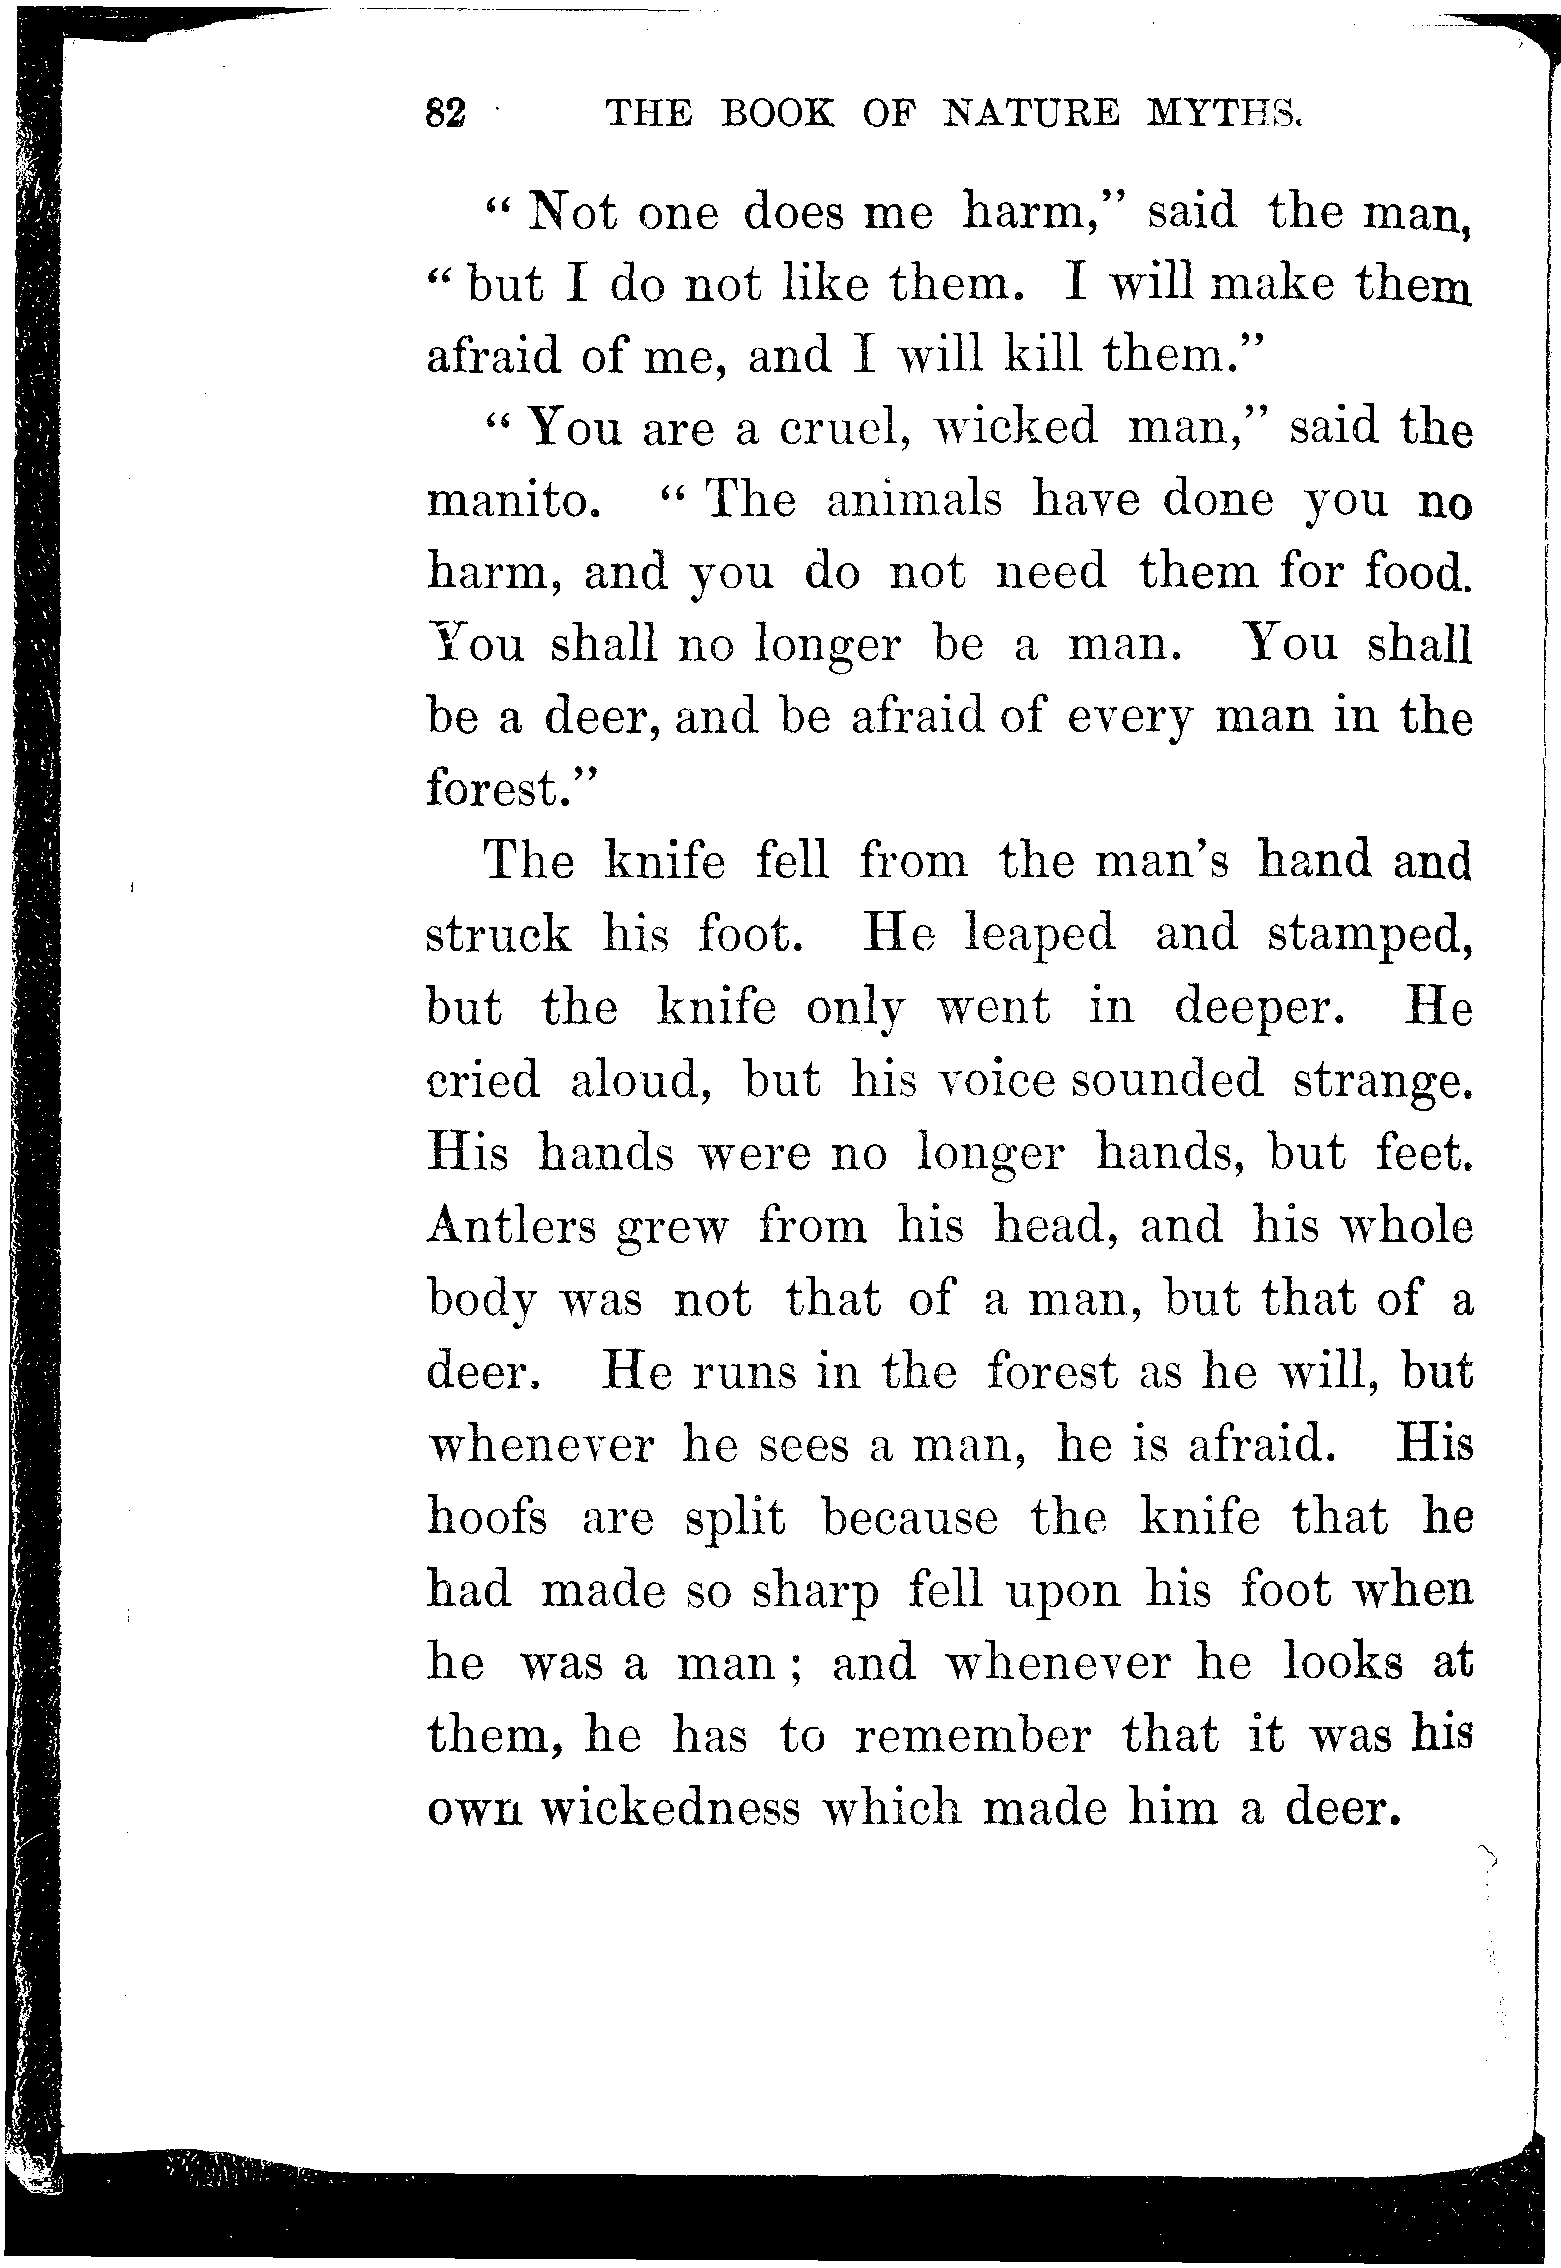 82 THE BOOK OF NATURE MYTHS.
“ Not one does me harm,” said the man,
“ but I do not like them. I will make them
afraid of me, and I will kill them.”
“ You are a cruel, wicked man,” said the
manito. “ The animals have done you no
harm, and you do not need them for food.
You shall no longer be a man. You shall
be a deer, and be afraid of every man in the
forest.”
The knife fell from the man’s hand and
struck his foot. He leaped and stamped,
but the knife only went in deeper. He
cried aloud, but his voice sounded strange.
His hands were no longer hands, but feet.
Antlers grew from his head, and his whole
body was not that of a man, but that of a
deer. He runs in the forest as he will, but
whenever he sees a man, he is afraid. His
hoofs are split because the knife that he
had made so sharp fell upon his foot when
he was a man ; and whenever he looks at
them, he has to remember that it was his
own wickedness which made him a deer.